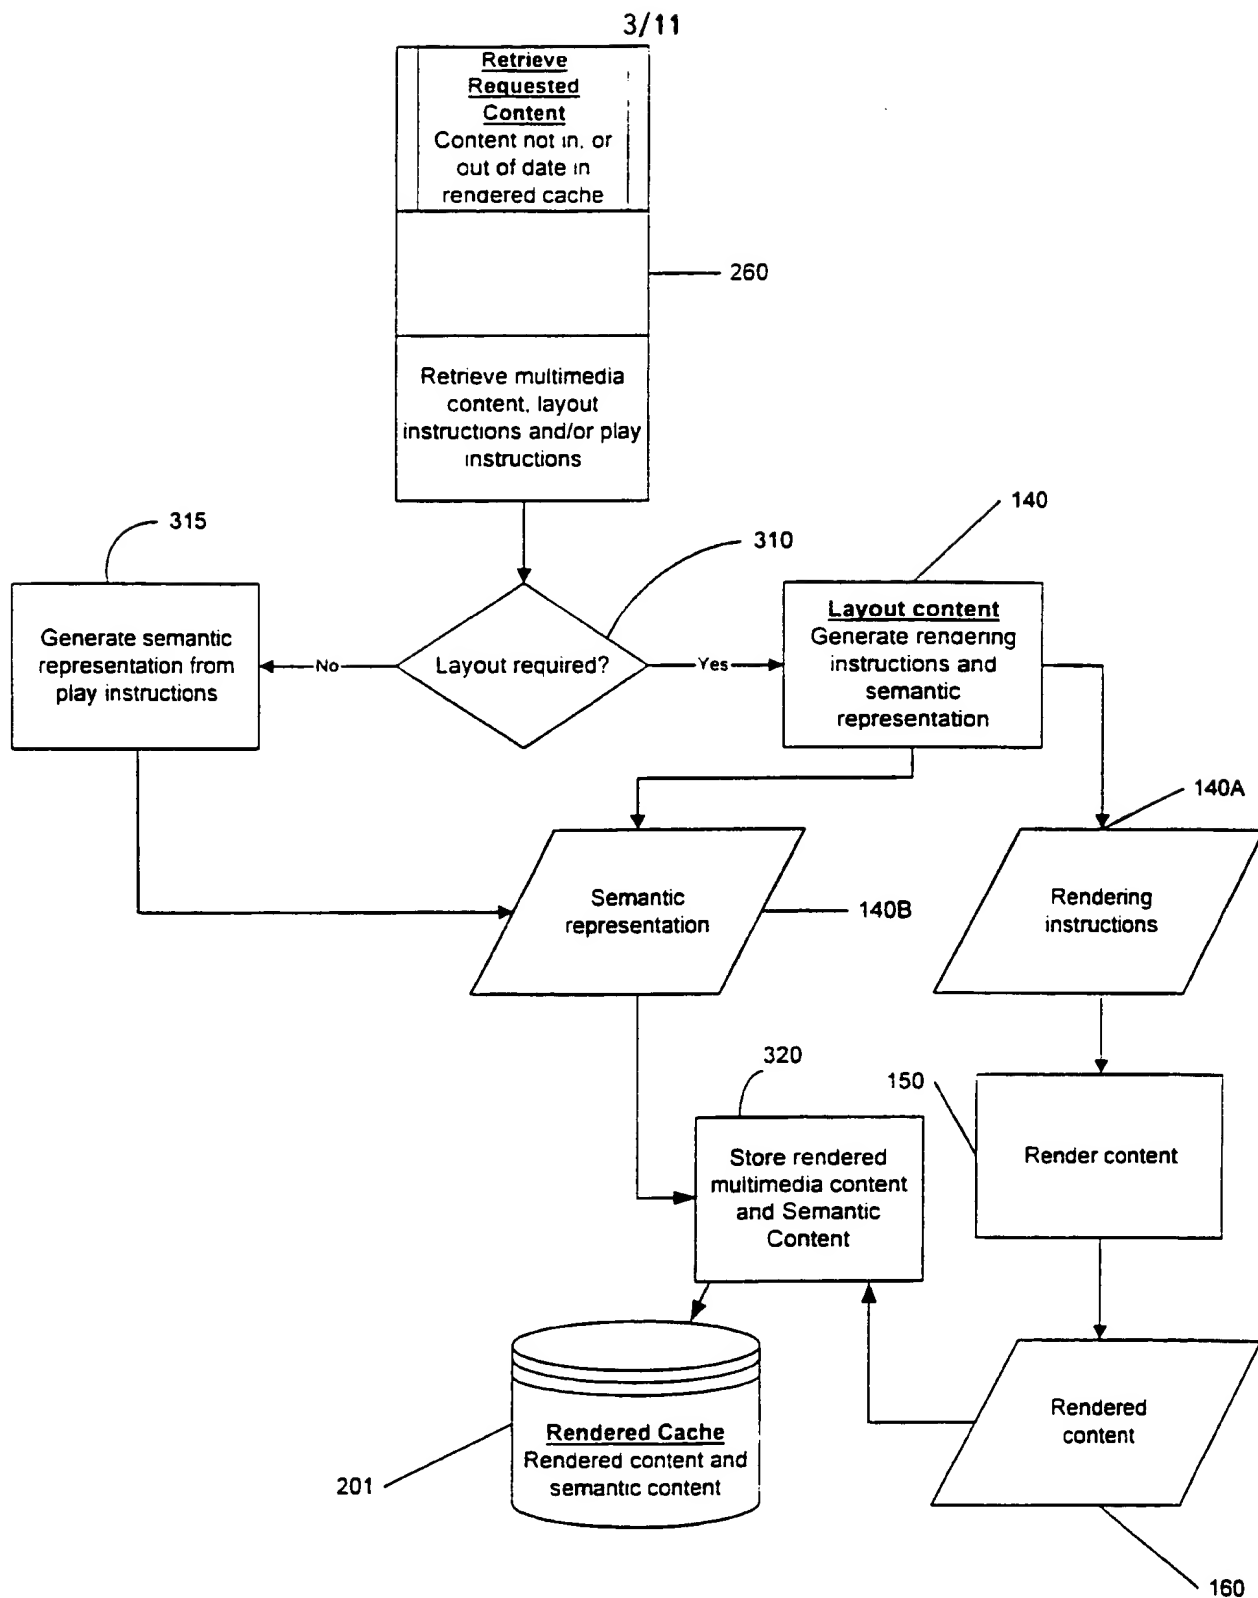 3/11
Retrieve
Requested
Content
Content not in, or
out of date in
rendered cache
260
Retrieve multimedia
content, layout
instructions and/or play
instructions
315
310
140
Generate semantic
representation from
play instructions
No
Layout required?
Yes
Layout content
Generate rendering
instructions and
semantic
representation
140A
Semantic
representation
140B
Rendering
instructions
320
150
Store rendered
multimedia content
and Semantic
Content
Render content
Rendered Cache
Rendered content and
semantic content
201
Rendered
content
160